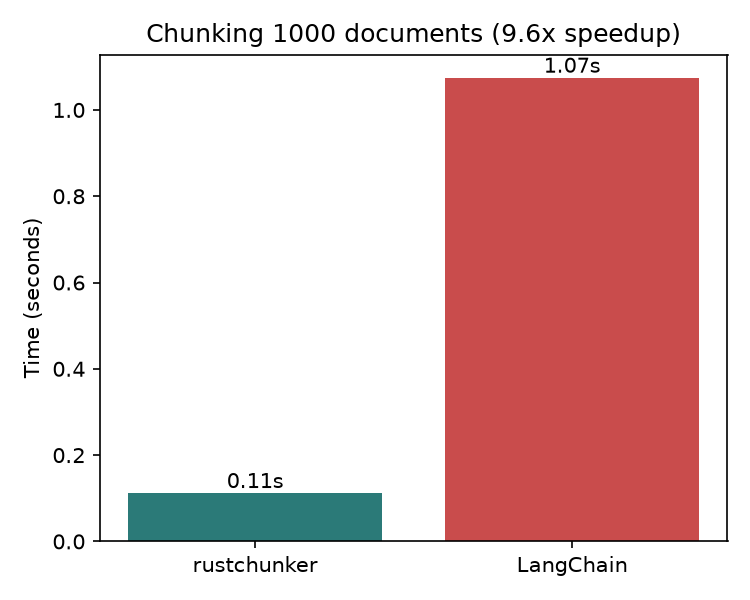 Chunking 1000 documents (9.6x speedup)
1.07s
1.0
0.8
0.6
0.4
0.2
0.0
Time (seconds)
0.11s
rustchunker
LangChain